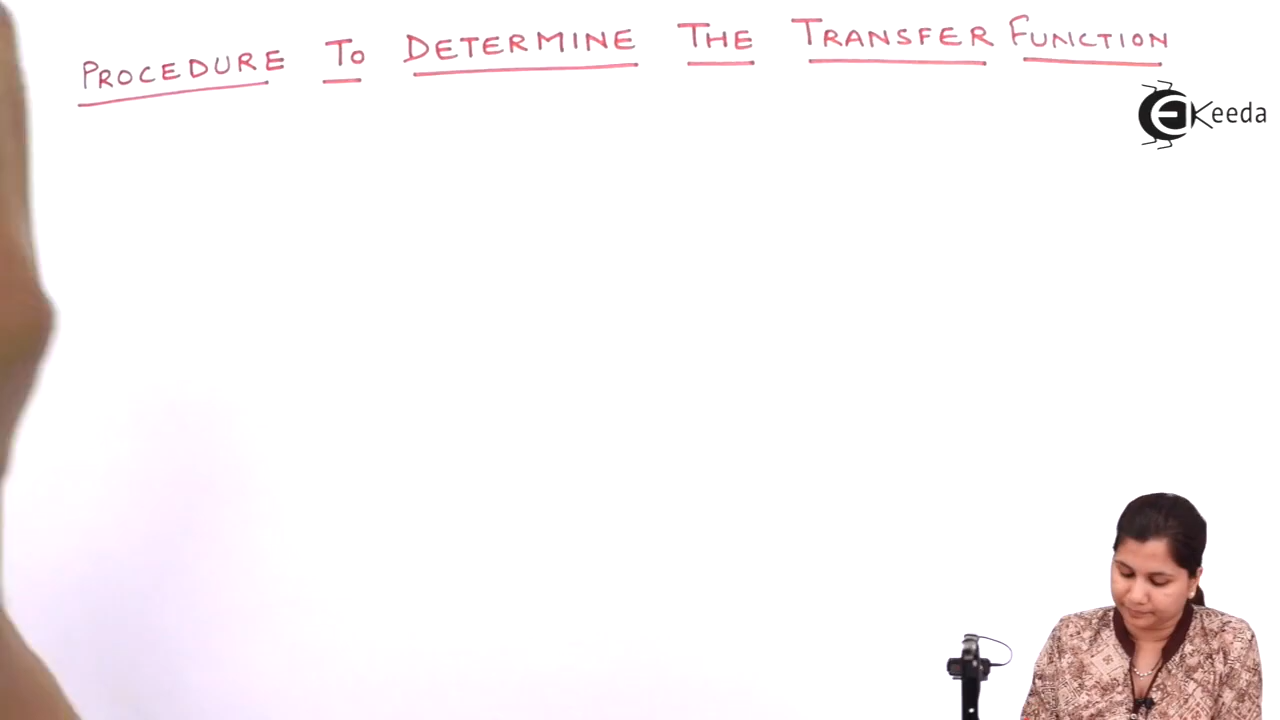 PROCEDURE TO DETERMINE THE TRANSFER FUNCTION
EKeeda